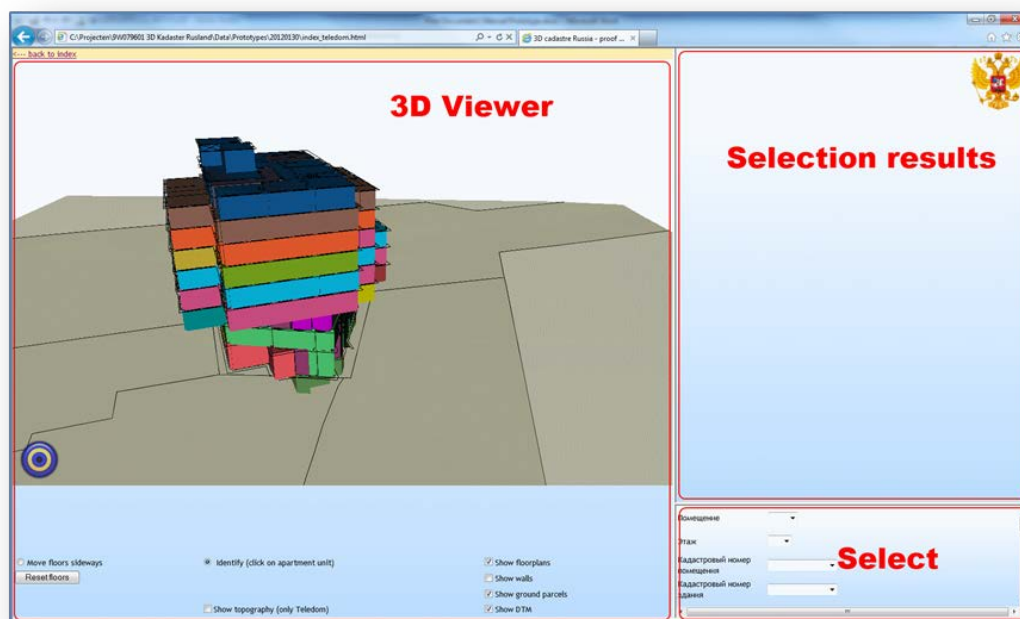 C:\Projecten\9W079601 3D Kadaster Rusland\Data\Prototypes\20120130\index_teledom.html
3D cadastre Russia - proof ...
<--- back to index
3D Viewer
Selection results
Move floors sideways
Identify (click on apartment unit)
Show floorplans
Reset floors
Show walls
Show ground parcels
Show topography (only Teledom)
Show DTM
Помещение
Этаж
Кадастровый номер
помещения
Кадастровый номер
здания
Select